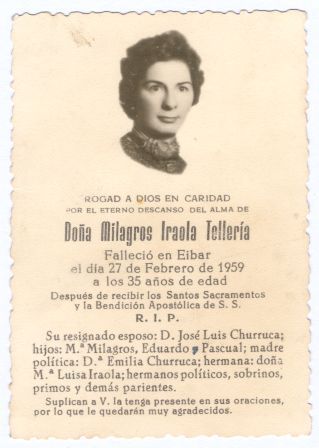 ROGAD A DIOS EN CARIDAD
POR EL ETERNO DESCANSO DEL ALMA DE
Doña Milagros Iraola Tellería
Falleció en Eibar
el día 27 de Febrero de 1959
a los 35 años de edad
Después de recibir los Santos Sacramentos
y la Bendición Apostólica de S. S.
R. I. P.
Su resignado esposo: D. José Luis Churruca;
hijos: M.ª Milagros, Eduardo y Pascual; madre
política: D.ª Emilia Churruca; hermana: doña
M.ª Luisa Iraola; hermanos políticos, sobrinos,
primos y demás parientes.
Suplican a V. la tenga presente en sus oraciones,
por lo que le quedarán muy agradecidos.